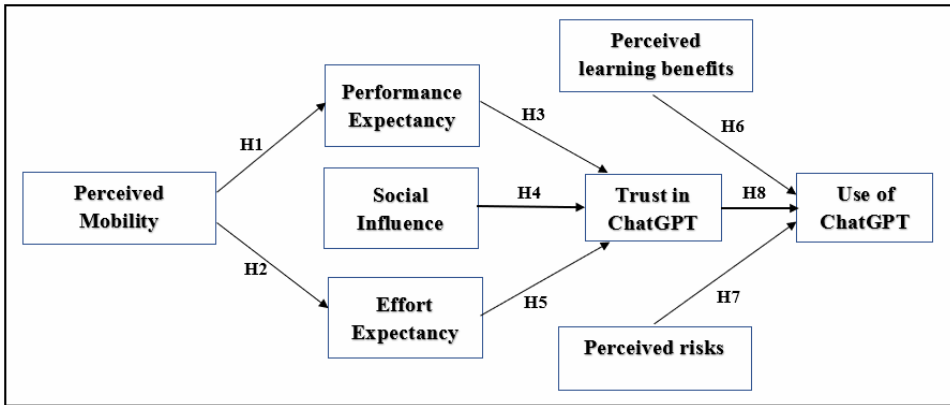 Perceived
learning benefits
Performance
Expectancy
H3
H6
H1
Perceived
Mobility
Social
Influence
H4
Trust in
ChatGPT
H8
Use of
ChatGPT
H2
Effort
Expectancy
H5
H7
Perceived risks